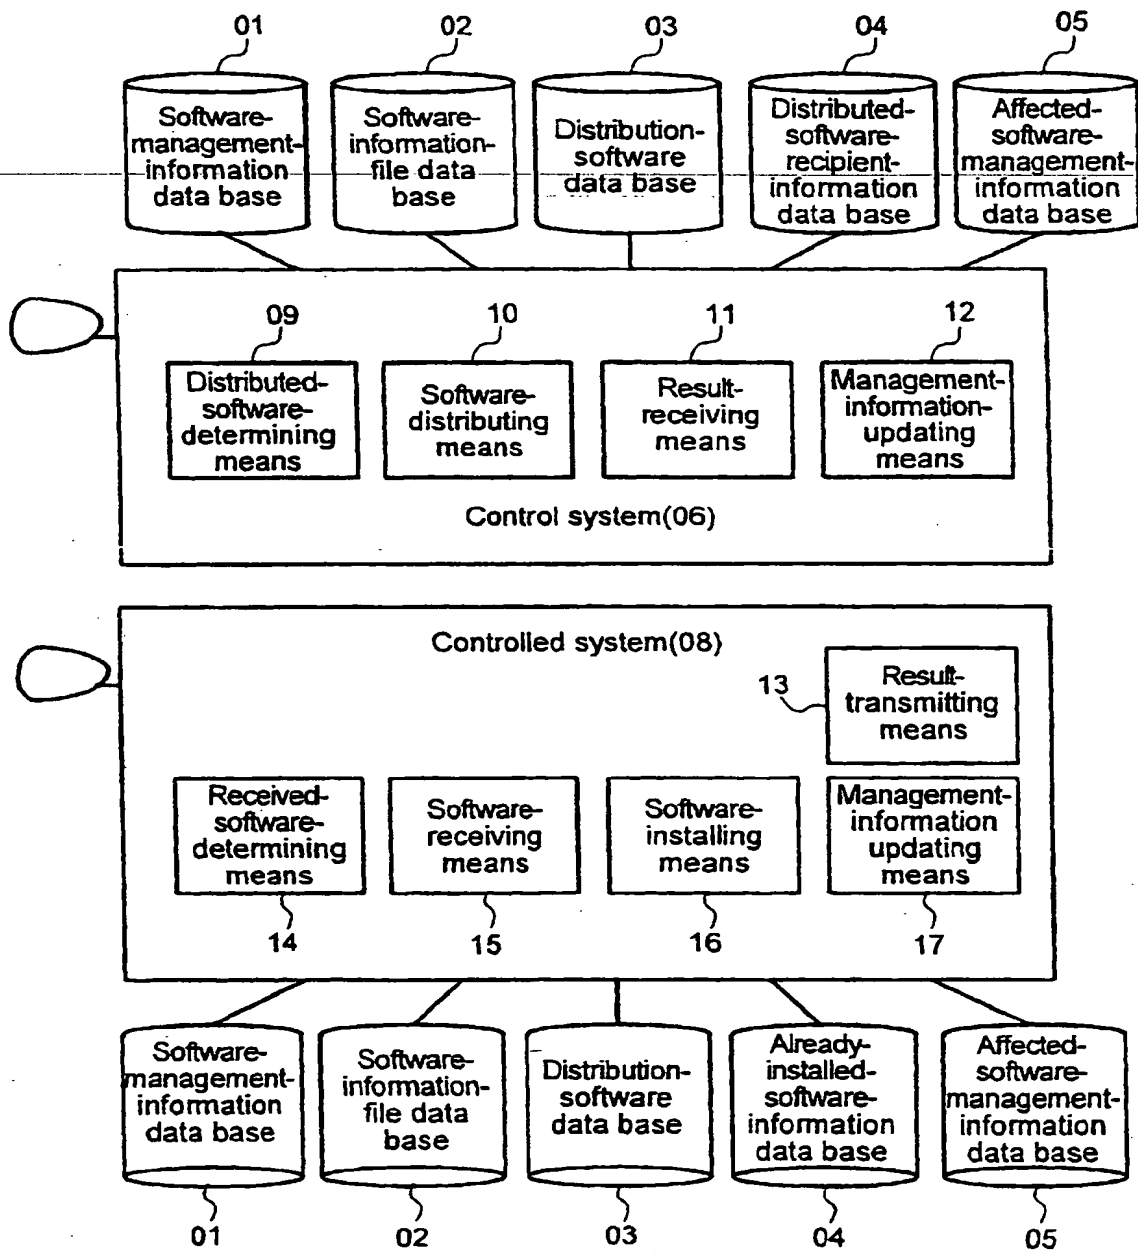 01
02
03
04
05
Software-
management-
information
data base
Software-
information-
file data
base
Distribution-
software
data base
Distributed-
software-
recipient-
information
data base
Affected-
software-
management-
information
data base
09
10
11
12
Distributed-
software-
determining
means
Software-
distributing
means
Result-
receiving
means
Management-
information-
updating
means
Control system(06)
Controlled system(08)
13
Result-
transmitting
means
Received-
software-
determining
means
Software-
receiving
means
Software-
installing
means
Management-
information
updating
means
14
15
16
17
Software-
management-
information
data base
Software-
information-
file data
base
Distribution-
software
data base
Already-
installed-
software-
information
data base
Affected-
software-
management-
information
data base
01
02
03
04
05